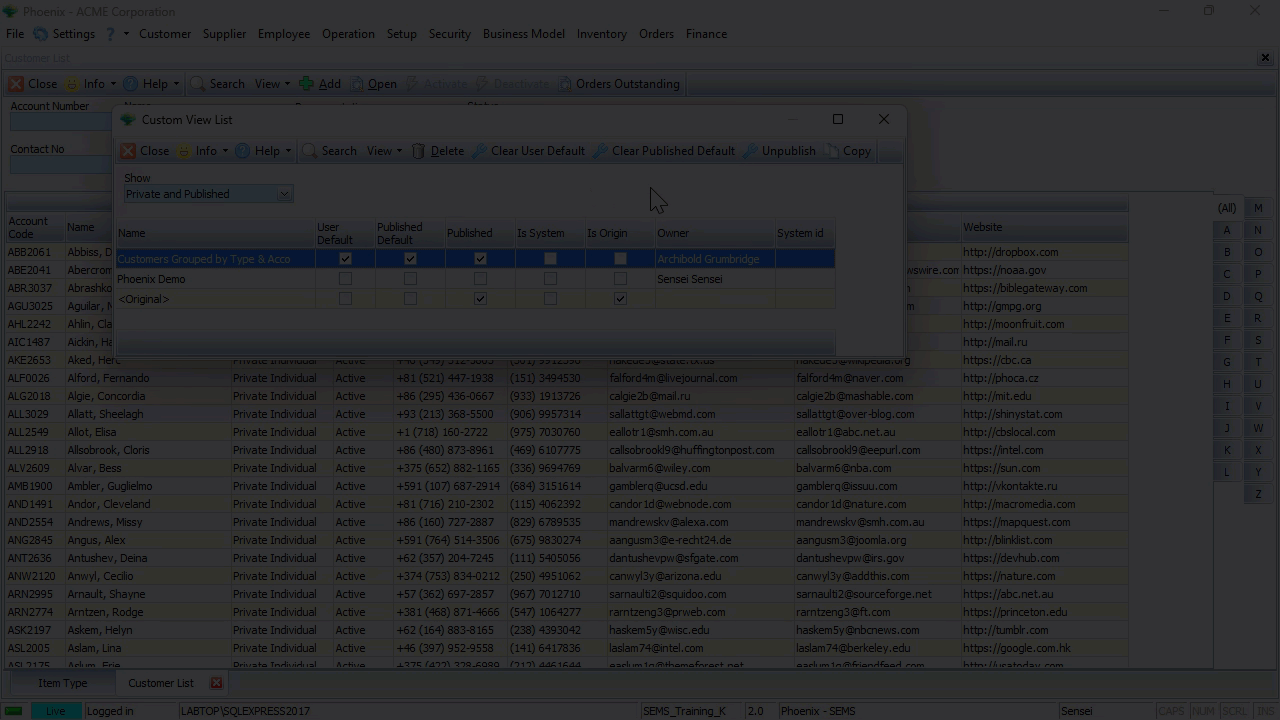 Phoenix - ACME Corporation
File Settings ? Customer Supplier Employee Operation Setup Security Business Model Inventory Orders Finance
Customer List
Close Info Help Search View Add Open Activate Deactivate Orders Outstanding
Account Number
Contact No
Custom View List
Close Info Help Search View Delete Clear User Default Clear Published Default Unpublish Copy
Show
Private and Published
Name User Default Published Default Published Is System Is Origin Owner System id
Customers Grouped by Type & Acco Archibold Grumbridge
Phoenix Demo Sensei Sensei
<Original>
Account Code Name Website
ABB2061 Abbiss, D http://dropbox.com
ABE2041 Abercrom wswire.com https://noaa.gov
ABR3037 Abrashko https://biblegateway.com
AGU3025 Aguilar, M http://gmpg.org
AHL2242 Ahlin, Cla http://moonfruit.com
AIC1487 Aickin, Ha http://mail.ru
AKE2653 Aked, Herc Private Individual Active https://cbc.ca
ALF0026 Alford, Fernando Private Individual Active +81 (521) 447-1938 (151) 3494530 falford4m@livejournal.com falford4m@naver.com http://phoca.cz
ALG2018 Algie, Concordia Private Individual Active +86 (295) 436-0667 (933) 1913726 calgie2b@mail.ru calgie2b@mashable.com http://mit.edu
ALL3029 Allatt, Sheelagh Private Individual Active +93 (213) 368-5500 (906) 9957314 sallattgt@webmd.com sallattgt@over-blog.com http://shinystat.com
ALL2549 Allot, Elisa Private Individual Active +1 (718) 160-2722 (975) 7030760 eallotr1@smh.com.au eallotr1@abc.net.au http://cbslocal.com
ALL2918 Allsobrook, Cloris Private Individual Active +86 (480) 873-8961 (469) 6107775 callsobrookl9@huffingtonpost.com callsobrookl9@eepurl.com https://intel.com
ALV2609 Alvar, Bess Private Individual Active +375 (652) 882-1165 (336) 9694769 balvarm6@wiley.com balvarm6@nba.com https://sun.com
AMB1900 Ambler, Guglielmo Private Individual Active +591 (107) 687-2914 (684) 3151614 gamblerq@ucsd.edu gamblerq@issuu.com http://vkontakte.ru
AND1491 Andor, Cleveland Private Individual Active +81 (716) 210-2302 (115) 4062392 candor1d@webnode.com candor1d@nature.com http://macromedia.com
AND2554 Andrews, Missy Private Individual Active +86 (160) 727-2887 (829) 6789535 mandrewskv@alexa.com mandrewskv@smh.com.au https://mapquest.com
ANG2845 Angus, Alex Private Individual Active +591 (764) 514-3506 (675) 9830274 aangusm3@e-recht24.de aangusm3@joomla.org http://blinklist.com
ANT2636 Antushev, Deina Private Individual Active +62 (357) 204-7245 (111) 5405056 dantushevpw@sfgate.com dantushevpw@irs.gov https://devhub.com
ANW2120 Anwyl, Cecilio Private Individual Active +374 (753) 834-0212 (250) 4951062 canwyl3y@arizona.edu canwyl3y@addthis.com https://nature.com
ARN2995 Arnault, Shayne Private Individual Active +57 (362) 697-2857 (967) 7012710 sarnaulti2@squidoo.com sarnaulti2@sourceforge.net https://abc.net.au
ARN2774 Arntzen, Rodge Private Individual Active +381 (468) 871-4666 (547) 1064277 rarntzeng3@prweb.com rarntzeng3@ft.com https://princeton.edu
ASK2197 Askem, Helyn Private Individual Active +62 (164) 883-8165 (238) 4393042 haskem5y@wisc.edu haskem5y@nbcnews.com http://tumblr.com
ASL2005 Aslam, Lina Private Individual Active +46 (397) 952-9558 (141) 6417836 laslam74@intel.com laslam74@berkeley.edu https://google.com.hk
(All) M
A N
B O
C P
D Q
E R
F S
G T
H U
I V
J W
K X
L Y
Z
Item Type Customer List
Live Logged in LABTOP\SQLEXPRESS2017 SEMS_Training_K 2.0 Phoenix - SEMS Sensei CAPS NUM SCRL INS